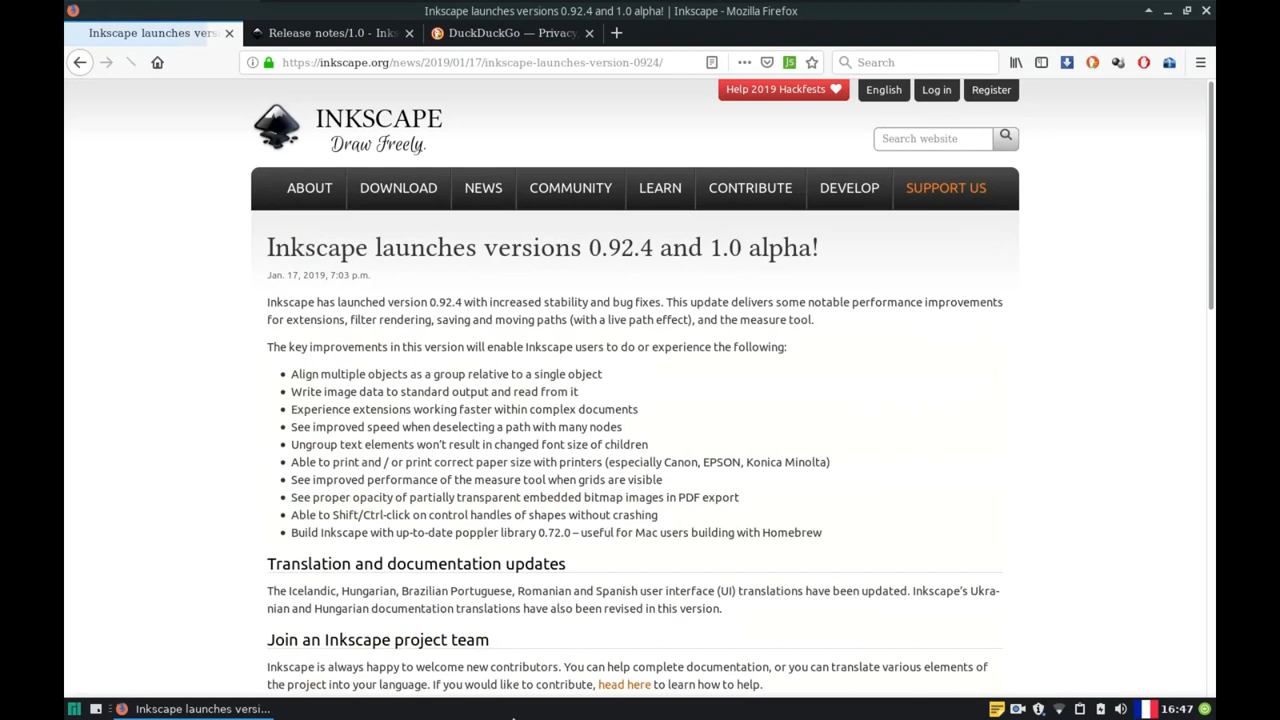 Inkscape launches versions 0.92.4 and 1.0 alpha! | Inkscape - Mozilla Firefox
Inkscape launches vers
Release notes/1.0 - Inks
DuckDuckGo — Privacy,
https://inkscape.org/news/2019/01/17/inkscape-launches-version-0924/
Search
Help 2019 Hackfests
English
Log in
Register
INKSCAPE
Draw Freely.
Search website
ABOUT
DOWNLOAD
NEWS
COMMUNITY
LEARN
CONTRIBUTE
DEVELOP
SUPPORT US
Inkscape launches versions 0.92.4 and 1.0 alpha!
Jan. 17, 2019, 7:03 p.m.
Inkscape has launched version 0.92.4 with increased stability and bug fixes. This update delivers some notable performance improvements
for extensions, filter rendering, saving and moving paths (with a live path effect), and the measure tool.
The key improvements in this version will enable Inkscape users to do or experience the following:
• Align multiple objects as a group relative to a single object
• Write image data to standard output and read from it
• Experience extensions working faster within complex documents
• See improved speed when deselecting a path with many nodes
• Ungroup text elements won't result in changed font size of children
• Able to print and / or print correct paper size with printers (especially Canon, EPSON, Konica Minolta)
• See improved performance of the measure tool when grids are visible
• See proper opacity of partially transparent embedded bitmap images in PDF export
• Able to Shift/Ctrl-click on control handles of shapes without crashing
• Build Inkscape with up-to-date poppler library 0.72.0 – useful for Mac users building with Homebrew
Translation and documentation updates
The Icelandic, Hungarian, Brazilian Portuguese, Romanian and Spanish user interface (UI) translations have been updated. Inkscape's Ukra-
nian and Hungarian documentation translations have also been revised in this version.
Join an Inkscape project team
Inkscape is always happy to welcome new contributors. You can help complete documentation, or you can translate various elements of
the project into your language. If you would like to contribute, head here to learn how to help.
Inkscape launches versi...
16:47